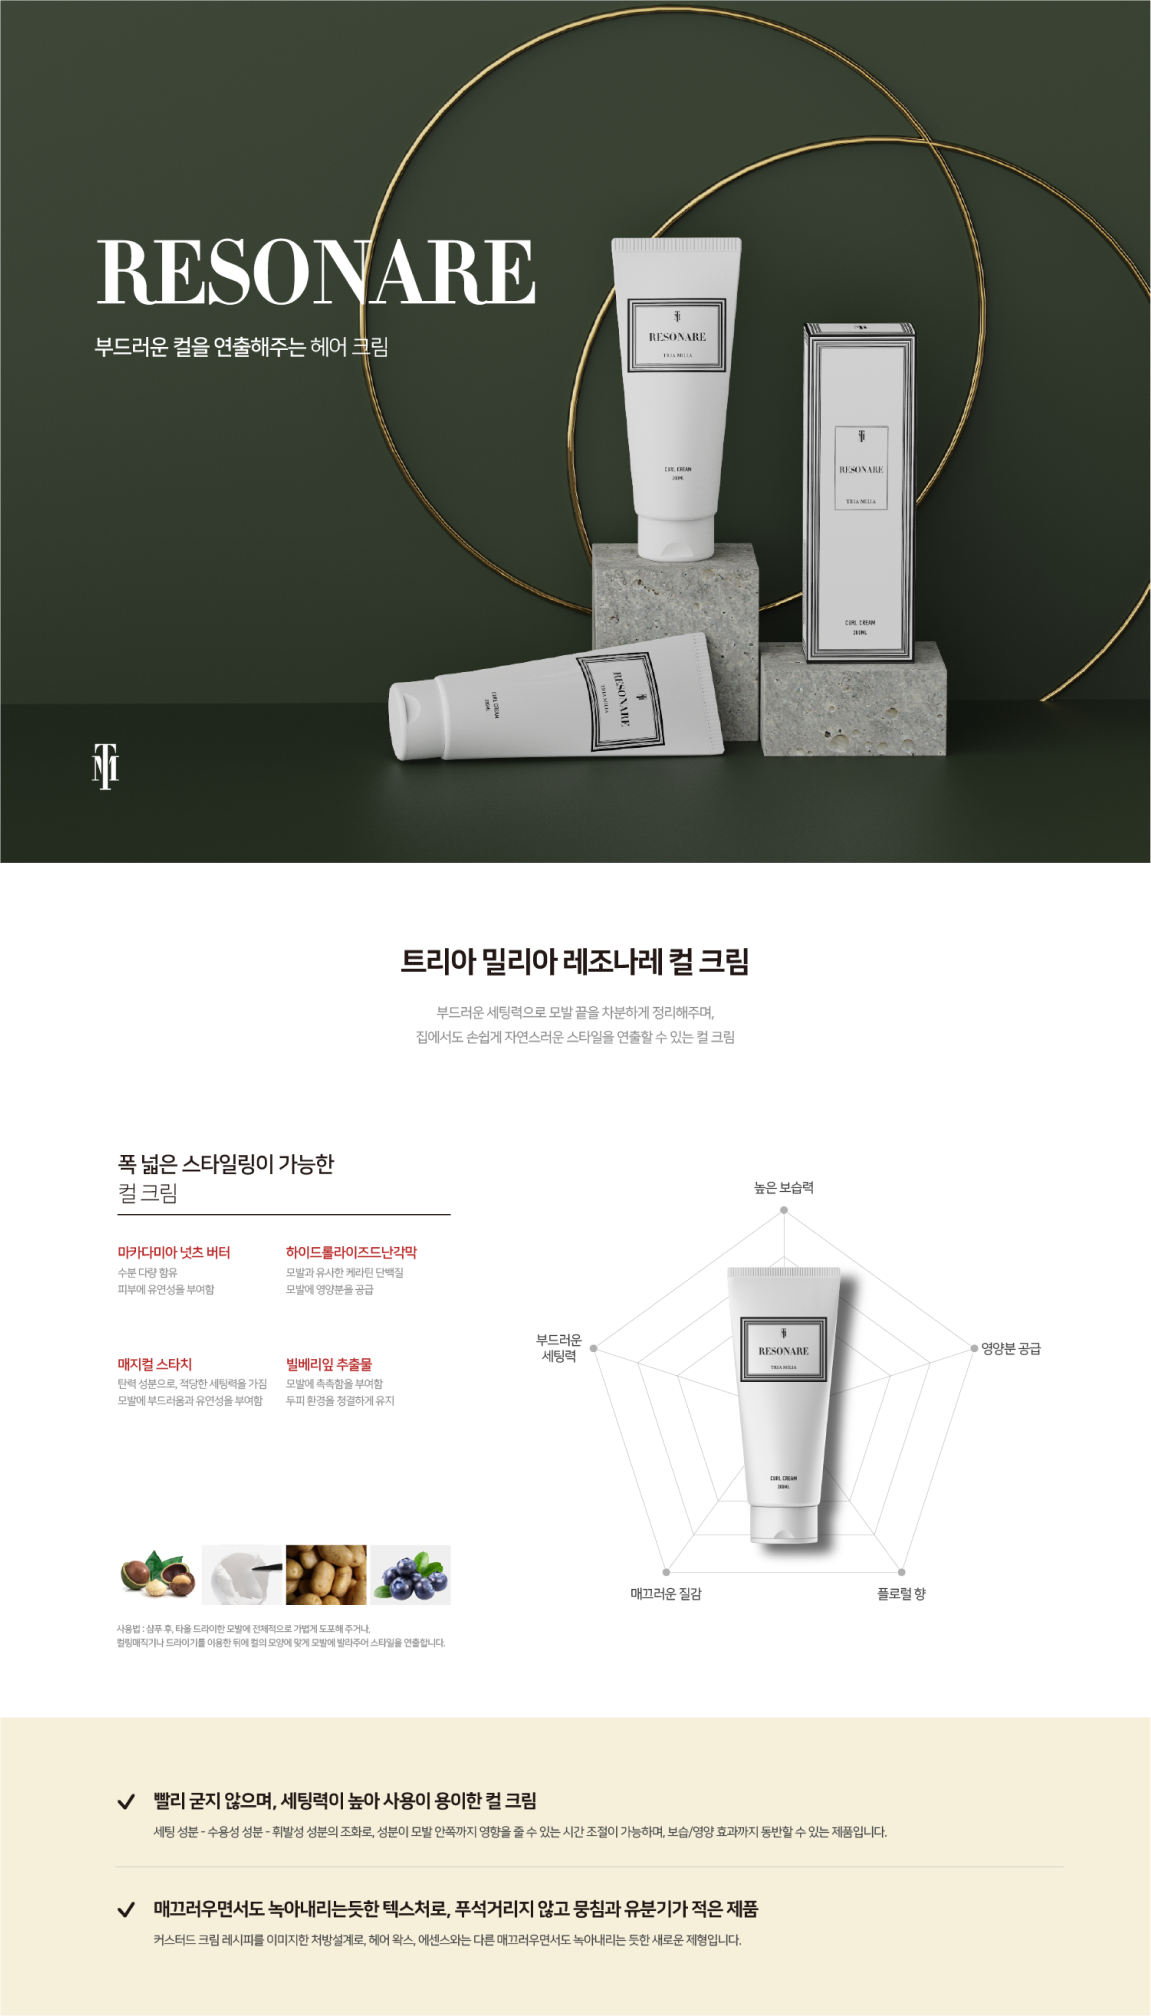 RESONARE
부드러운 컬을 연출해주는 헤어 크림
RESONARE
TRIA MILLIA
CURL CREAM
200ML
RESONARE
TRIA MILLIA
CURL CREAM
200ML
RESONARE
TRIA MILLIA
CURL CREAM
200ML
TM
트리아 밀리아 레조나레 컬 크림
부드러운 세팅력으로 모발 끝을 차분하게 정리해주며,
집에서도 손쉽게 자연스러운 스타일을 연출할 수 있는 컬 크림
폭 넓은 스타일링이 가능한
컬 크림
마카다미아 넛츠 버터
수분 다량 함유
피부에 유연성을 부여함
하이드롤라이즈드난각막
모발과 유사한 케라틴 단백질
모발에 영양분을 공급
매지컬 스타치
탄력 성분으로, 적당한 세팅력을 가짐
모발에 부드러움과 유연성을 부여함
빌베리잎 추출물
모발에 촉촉함을 부여함
두피 환경을 청결하게 유지
사용법 : 샴푸 후, 타올 드라이한 모발에 전체적으로 가볍게 도포해 주거나,
컬링매직기나 드라이기를 이용한 뒤에 컬의 모양에 맞게 모발에 발라주어 스타일을 연출합니다.
높은 보습력
부드러운
세팅력
영양분 공급
RESONARE
TRIA MILLIA
CURL CREAM
200ML
매끄러운 질감
플로럴 향
빨리 굳지 않으며, 세팅력이 높아 사용이 용이한 컬 크림
세팅 성분 - 수용성 성분 - 휘발성 성분의 조화로, 성분이 모발 안쪽까지 영향을 줄 수 있는 시간 조절이 가능하며, 보습/영양 효과까지 동반할 수 있는 제품입니다.
매끄러우면서도 녹아내리는듯한 텍스처로, 푸석거리지 않고 뭉침과 유분기가 적은 제품
커스터드 크림 레시피를 이미지한 처방설계로, 헤어 왁스, 에센스와는 다른 매끄러우면서도 녹아내리는 듯한 새로운 제형입니다.